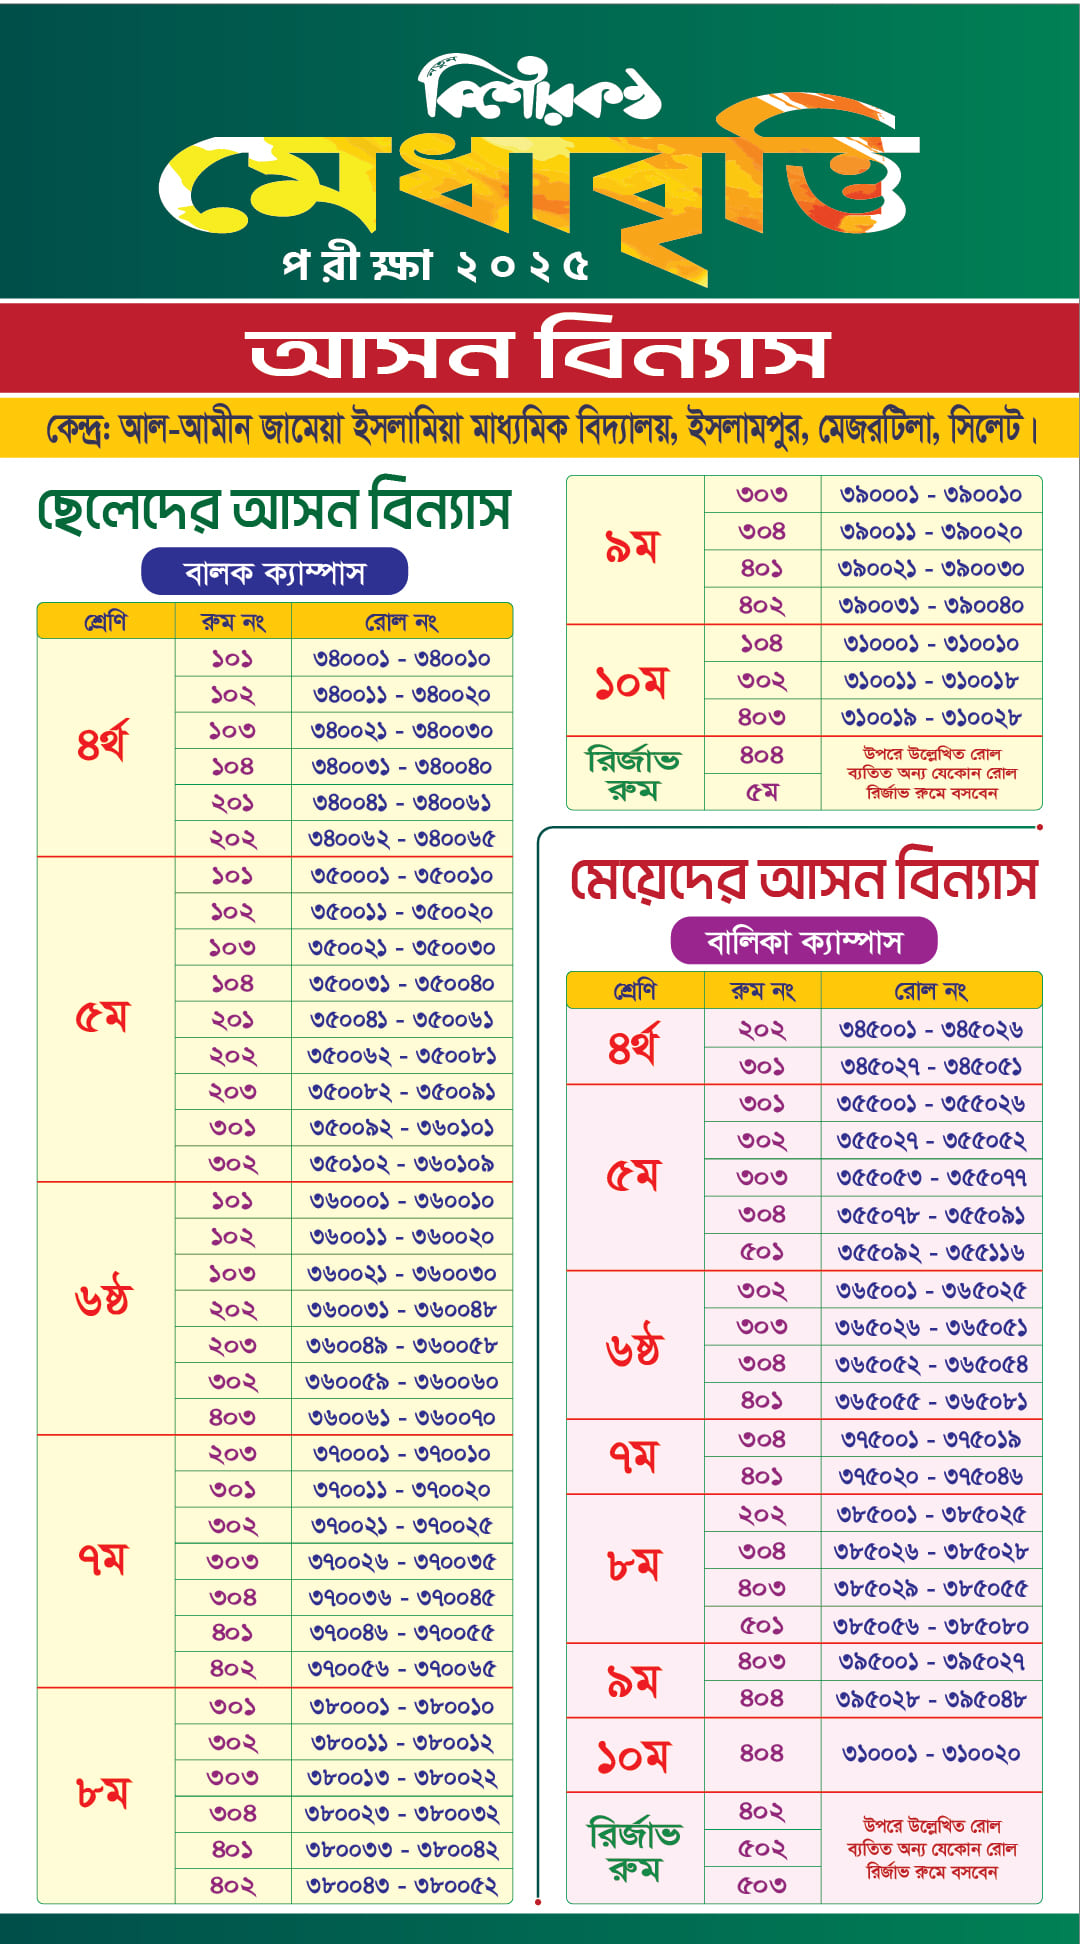 নতুন
কিশোরকণ্ঠ
মেধাবৃত্তি
পরীক্ষা ২০২৫
আসন বিন্যাস
কেন্দ্র: আল-আমীন জামেয়া ইসলামিয়া মাধ্যমিক বিদ্যালয়, ইসলামপুর, মেজরটিলা, সিলেট।
ছেলেদের আসন বিন্যাস
বালক ক্যাম্পাস
শ্রেণি রুম নং রোল নং
৪র্থ
১০১ ৩৪০০০১ - ৩৪০০১০
১০২ ৩৪০০১১ - ৩৪০০২০
১০৩ ৩৪০০২১ - ৩৪০০৩০
১০৪ ৩৪০০৩১ - ৩৪০০৪০
২০১ ৩৪০০৪১ - ৩৪০০৬১
২০২ ৩৪০০৬২ - ৩৪০০৬৫
৫ম
১০১ ৩৫০০০১ - ৩৫০০১০
১০২ ৩৫০০১১ - ৩৫০০২০
১০৩ ৩৫০০২১ - ৩৫০০৩০
১০৪ ৩৫০০৩১ - ৩৫০০৪০
২০১ ৩৫০০৪১ - ৩৫০০৬১
২০২ ৩৫০০৬২ - ৩৫০০৮১
২০৩ ৩৫০০৮২ - ৩৫০০৯১
৩০১ ৩৫০০৯২ - ৩৬০১০১
৩০২ ৩৫০১০২ - ৩৬০১০৯
৬ষ্ঠ
১০১ ৩৬০০০১ - ৩৬০০১০
১০২ ৩৬০০১১ - ৩৬০০২০
১০৩ ৩৬০০২১ - ৩৬০০৩০
২০২ ৩৬০০৩১ - ৩৬০০৪৮
২০৩ ৩৬০০৪৯ - ৩৬০০৫৮
৩০২ ৩৬০০৫৯ - ৩৬০০৬০
৪০৩ ৩৬০০৬১ - ৩৬০০৭০
৭ম
২০৩ ৩৭০০০১ - ৩৭০০১০
৩০১ ৩৭০০১১ - ৩৭০০২০
৩০২ ৩৭০০২১ - ৩৭০০২৫
৩০৩ ৩৭০০২৬ - ৩৭০০৩৫
৩০৪ ৩৭০০৩৬ - ৩৭০০৪৫
৪০১ ৩৭০০৪৬ - ৩৭০০৫৫
৪০২ ৩৭০০৫৬ - ৩৭০০৬৫
৮ম
৩০১ ৩৮০০০১ - ৩৮০০১০
৩০২ ৩৮০০১১ - ৩৮০০১২
৩০৩ ৩৮০০১৩ - ৩৮০০২২
৩০৪ ৩৮০০২৩ - ৩৮০০৩২
৪০১ ৩৮০০৩৩ - ৩৮০০৪২
৪০২ ৩৮০০৪৩ - ৩৮০০৫২
৯ম
৩০৩ ৩৯০০০১ - ৩৯০০১০
৩০৪ ৩৯০০১১ - ৩৯০০২০
৪০১ ৩৯০০২১ - ৩৯০০৩০
৪০২ ৩৯০০৩১ - ৩৯০০৪০
১০ম
১০৪ ৩১০০০১ - ৩১০০১০
৩০২ ৩১০০১১ - ৩১০০১৮
৪০৩ ৩১০০১৯ - ৩১০০২৮
রির্জাভ
রুম
৪০৪
৫ম
উপরে উল্লেখিত রোল
ব্যতিত অন্য যেকোন রোল
রির্জাভ রুমে বসবেন
মেয়েদের আসন বিন্যাস
বালিকা ক্যাম্পাস
শ্রেণি রুম নং রোল নং
৪র্থ
২০২ ৩৪৫০০১ - ৩৪৫০২৬
৩০১ ৩৪৫০২৭ - ৩৪৫০৫১
৫ম
৩০১ ৩৫৫০০১ - ৩৫৫০২৬
৩০২ ৩৫৫০২৭ - ৩৫৫০৫২
৩০৩ ৩৫৫০৫৩ - ৩৫৫০৭৭
৩০৪ ৩৫৫০৭৮ - ৩৫৫০৯১
৫০১ ৩৫৫০৯২ - ৩৫৫১১৬
৬ষ্ঠ
৩০২ ৩৬৫০০১ - ৩৬৫০২৫
৩০৩ ৩৬৫০২৬ - ৩৬৫০৫১
৩০৪ ৩৬৫০৫২ - ৩৬৫০৫৪
৪০১ ৩৬৫০৫৫ - ৩৬৫০৮১
৭ম
৩০৪ ৩৭৫০০১ - ৩৭৫০১৯
৪০১ ৩৭৫০২০ - ৩৭৫০৪৬
৮ম
২০২ ৩৮৫০০১ - ৩৮৫০২৫
৩০৪ ৩৮৫০২৬ - ৩৮৫০২৮
৪০৩ ৩৮৫০২৯ - ৩৮৫০৫৫
৫০১ ৩৮৫০৫৬ - ৩৮৫০৮০
৯ম
৪০৩ ৩৯৫০০১ - ৩৯৫০২৭
৪০৪ ৩৯৫০২৮ - ৩৯৫০৪৮
১০ম
৪০৪ ৩১০০০১ - ৩১০০২০
রির্জাভ
রুম
৪০২
৫০২
৫০৩
উপরে উল্লেখিত রোল
ব্যতিত অন্য যেকোন রোল
রির্জাভ রুমে বসবেন